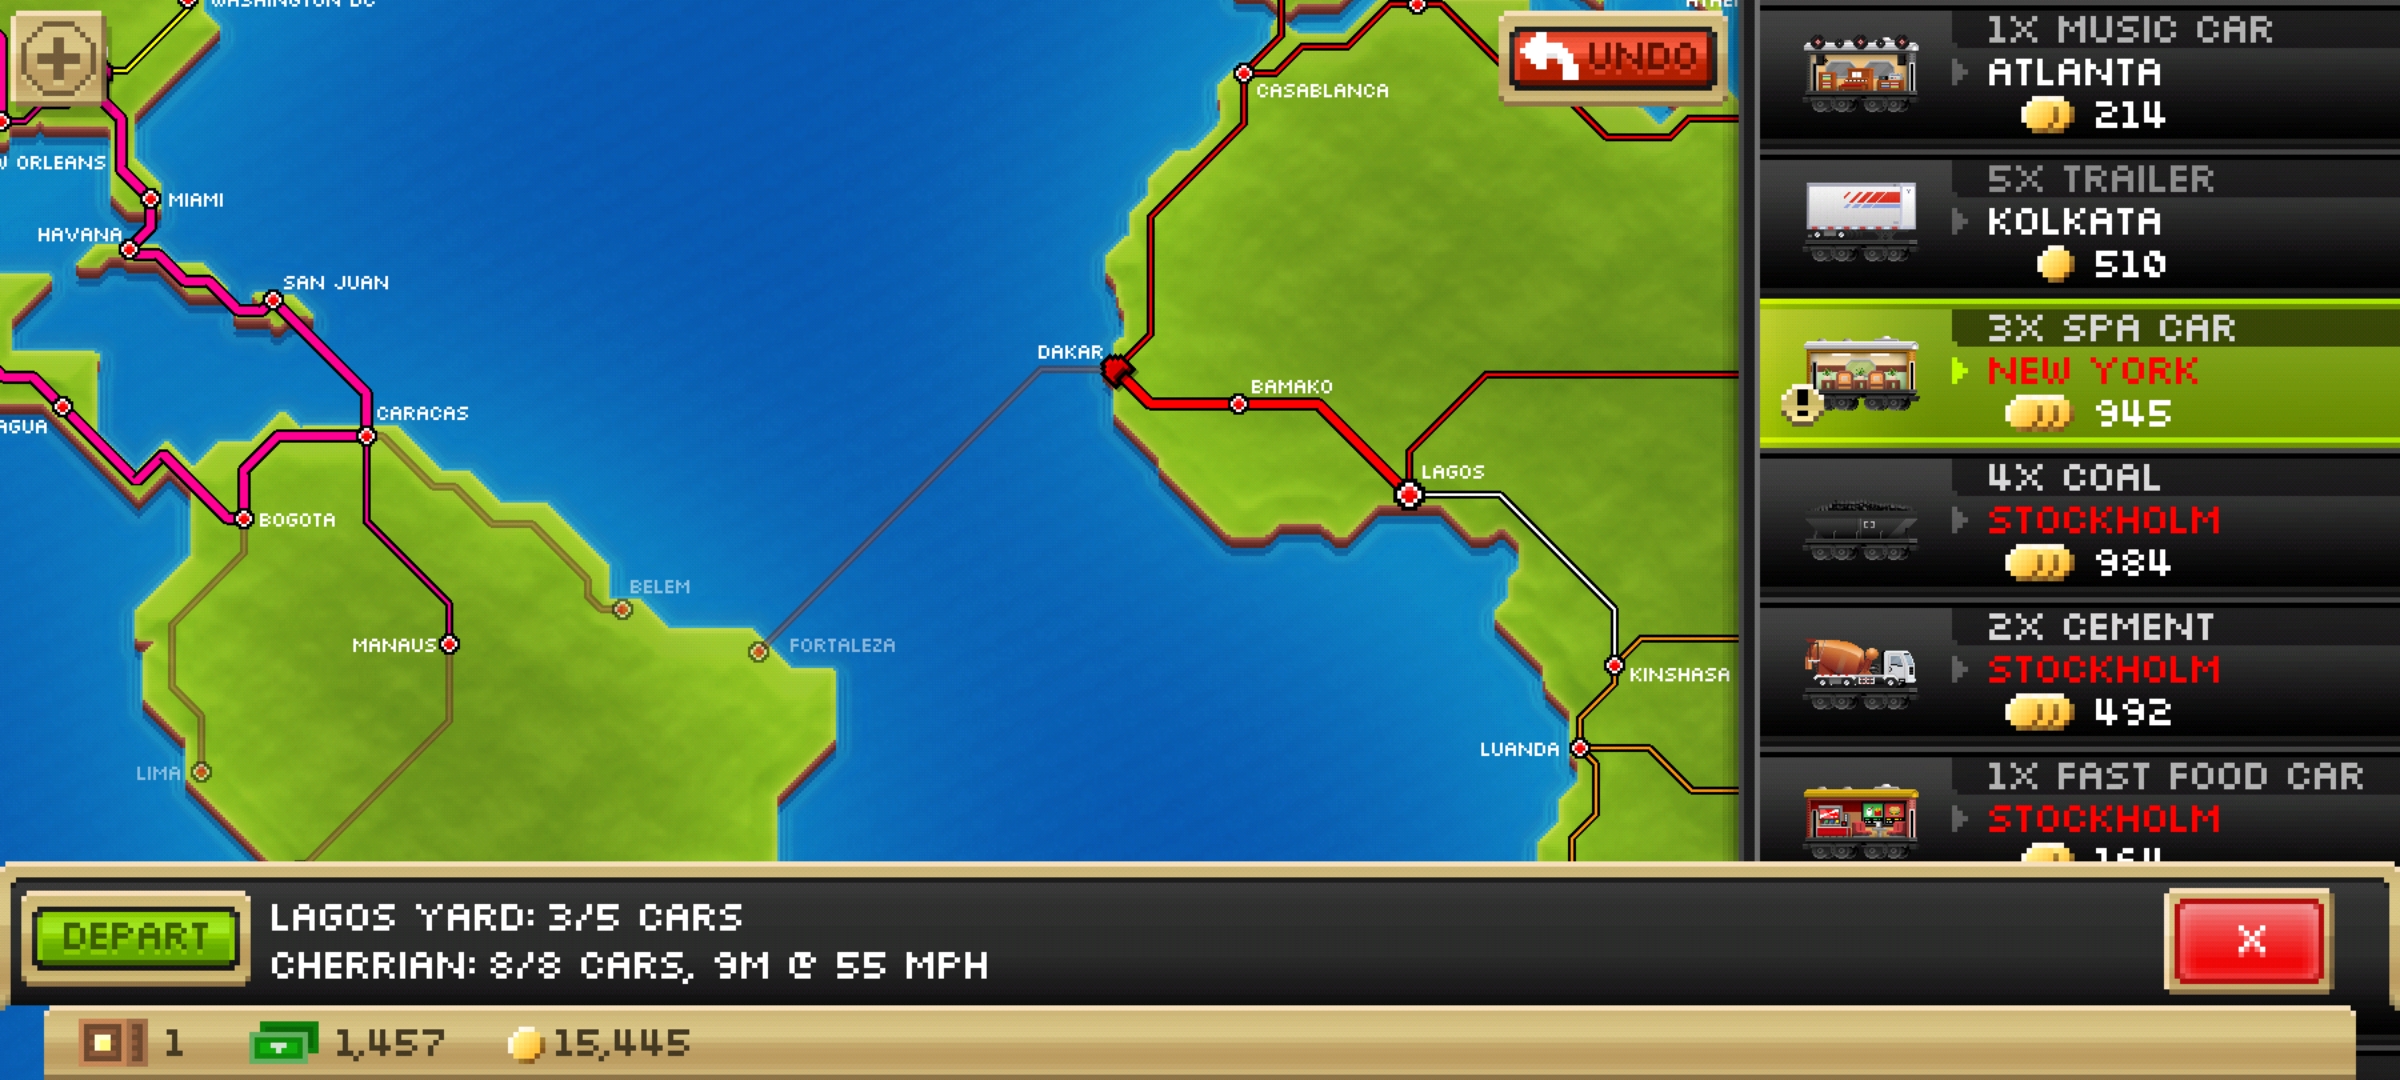 WASHINGTON DC
UNDO
CASABLANCA
W ORLEANS
MIAMI
HAVANA
SAN JUAN
DAKAR
BAMAKO
CARACAS
AGUA
LAGOS
BOGOTA
BELEM
MANAUS
FORTALEZA
KINSHASA
LUANDA
LIMA
1X MUSIC CAR
ATLANTA
214
5X TRAILER
KOLKATA
510
3X SPA CAR
NEW YORK
945
4X COAL
STOCKHOLM
984
2X CEMENT
STOCKHOLM
492
1X FAST FOOD CAR
STOCKHOLM
164
DEPART
LAGOS YARD: 3/5 CARS
CHERRIAN: 8/8 CARS, 9M @ 55 MPH
X
1
1,457
15,445